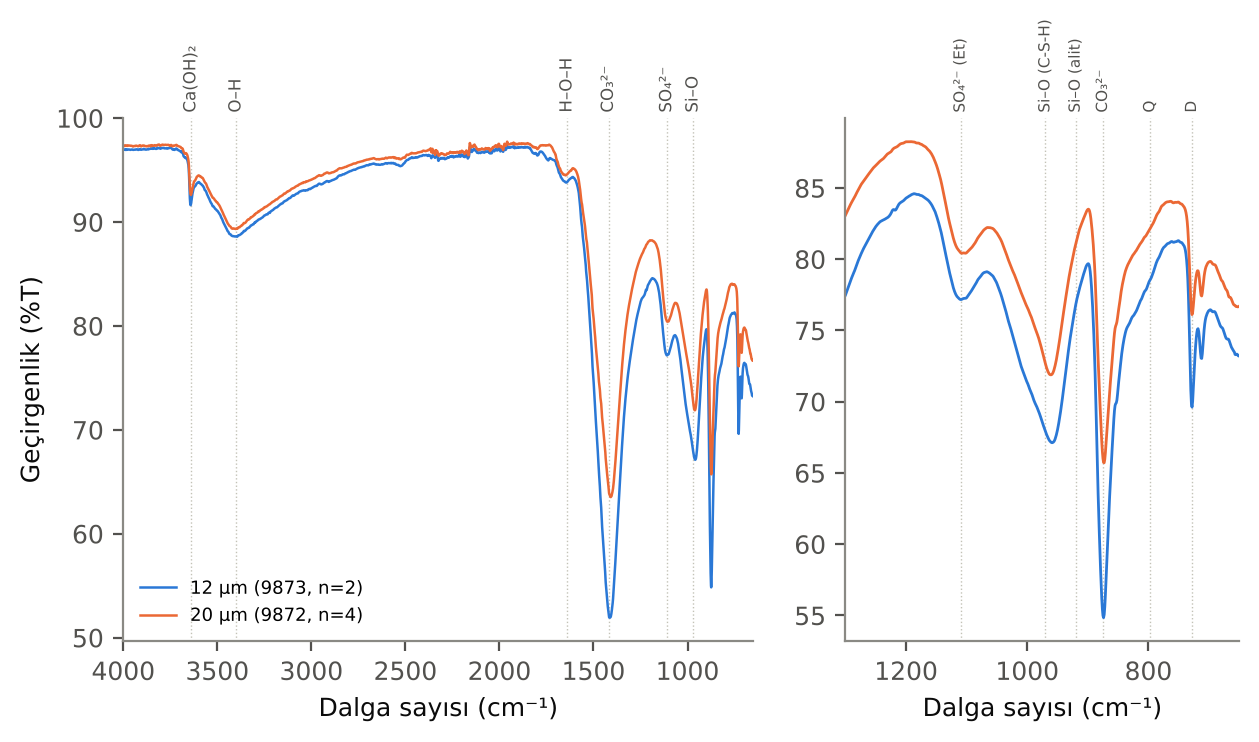 Ca(OH)₂
O–H
H–O–H
CO₃²⁻
SO₄²⁻
Si–O
100
90
80
70
60
50
Geçirgenlik (%T)
12 µm (9873, n=2)
20 µm (9872, n=4)
4000 3500 3000 2500 2000 1500 1000
Dalga sayısı (cm⁻¹)
SO₄²⁻ (Et)
Si–O (C-S-H)
Si–O (alit)
CO₃²⁻
Q
D
85
80
75
70
65
60
55
1200 1000 800
Dalga sayısı (cm⁻¹)